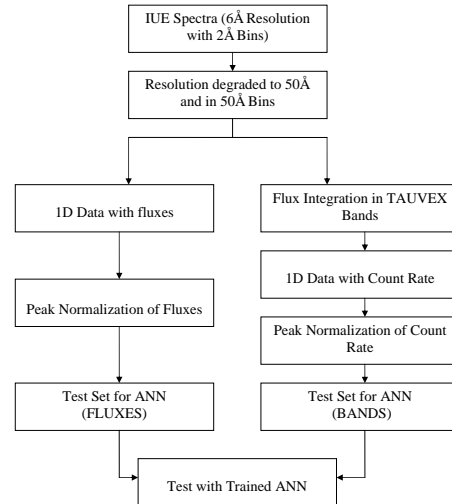 IUE Spectra (6Å Resolution
with 2Å Bins)
Resolution degraded to 50Å
and in 50Å Bins
1D Data with fluxes
Peak Normalization of Fluxes
Test Set for ANN
(FLUXES)
Flux Integration in TAUVEX
Bands
1D Data with Count Rate
Peak Normalization of Count
Rate
Test Set for ANN
(BANDS)
Test with Trained ANN